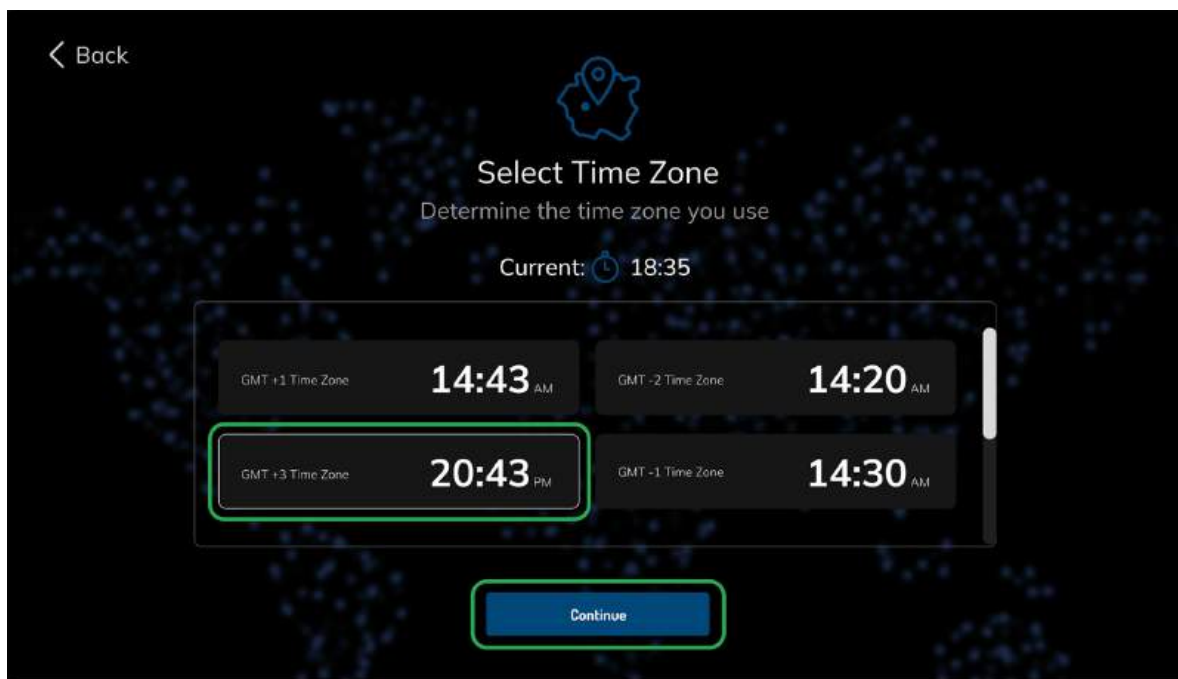 Back
Select Time Zone
Determine the time zone you use
Current: 18:35
GMT +1 Time Zone 14:43 AM
GMT -2 Time Zone 14:20 AM
GMT +3 Time Zone 20:43 PM
GMT -1 Time Zone 14:30 AM
Continue